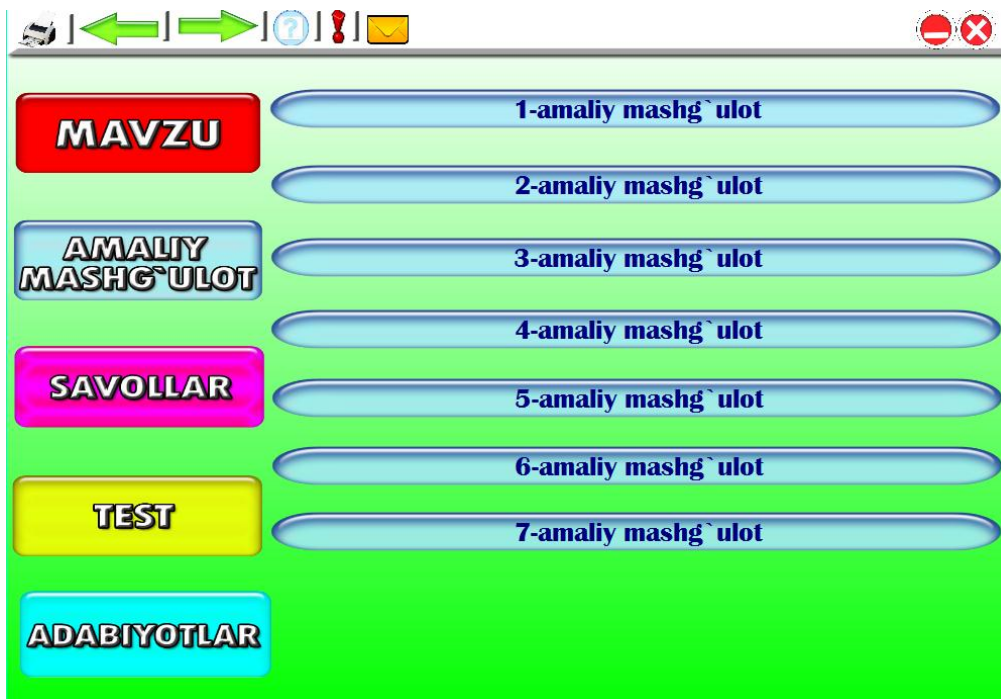 MAVZU
AMALIY
MASHG`ULOT
SAVOLLAR
TEST
ADABIYOTLAR
1-amaliy mashg`ulot
2-amaliy mashg`ulot
3-amaliy mashg`ulot
4-amaliy mashg`ulot
5-amaliy mashg`ulot
6-amaliy mashg`ulot
7-amaliy mashg`ulot